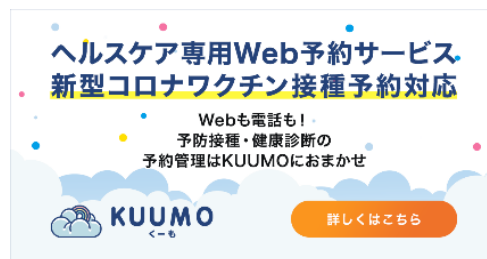 ヘルスケア専用Web予約サービス
新型コロナワクチン接種予約対応
Webも電話も!
予防接種・健康診断の
予約管理はKUUMOにおまかせ
KUUMO
くーも
詳しくはこちら